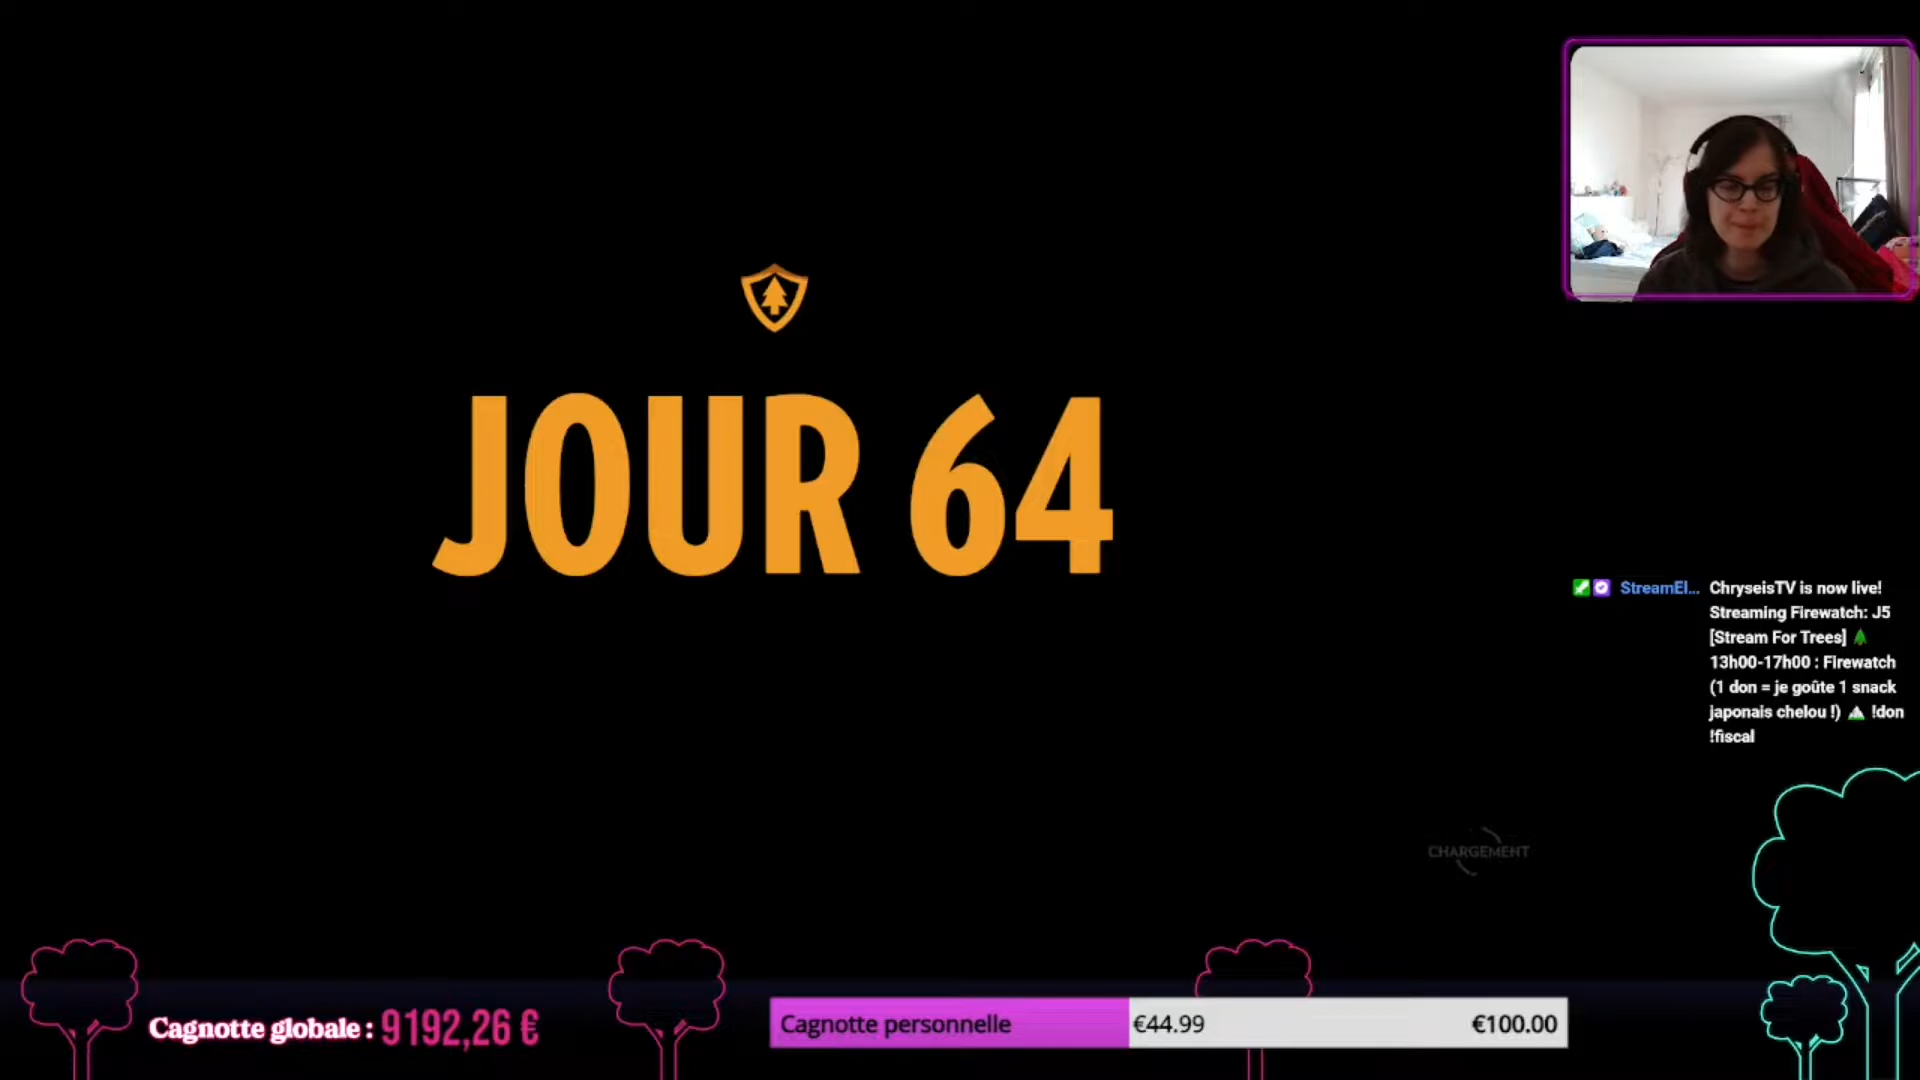 JOUR 64
StreamEl... ChryseisTV is now live!
Streaming Firewatch: J5
[Stream For Trees]
13h00-17h00 : Firewatch
(1 don = je goûte 1 snack
japonais chelou !) !don
!fiscal
CHARGEMENT
Cagnotte globale : 9192,26 €
Cagnotte personnelle €44.99 €100.00